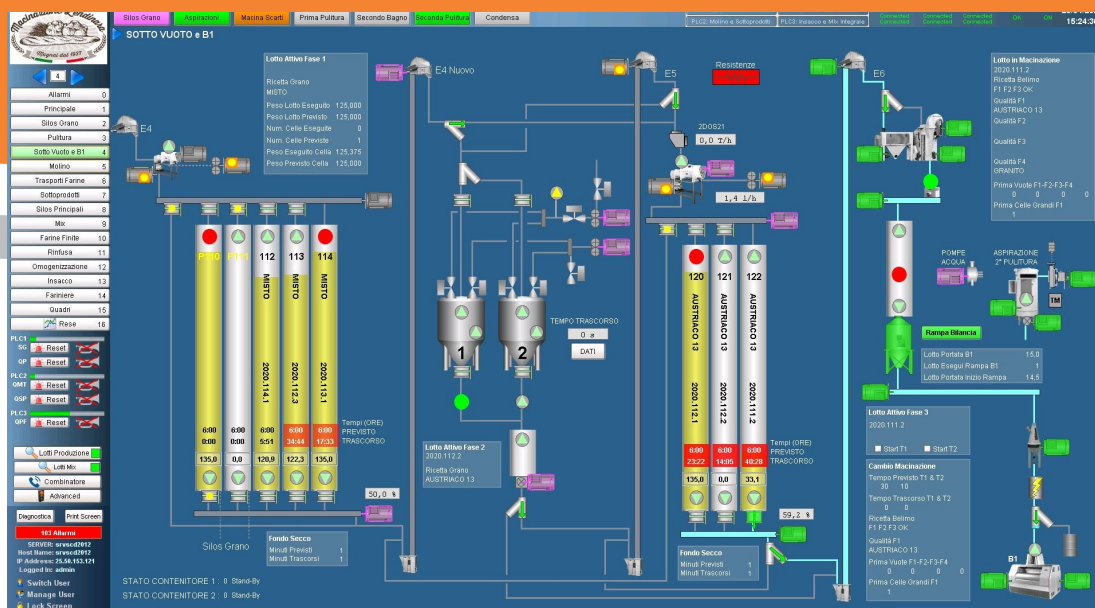 Silos Grano
Aspirazioni
Macina Scarti
Prima Pulitura
Secondo Bagno
Seconda Pulitura
Condensa
PLC2: Molino e Sottoprodotti
PLC3: Insacco e Mix Integrale
Connected
Connected
Connected
Connected
Connected
Connected
OK
ON
15:24:30
Magnai dal 1937
SOTTO VUOTO e B1
4
Allarmi 0
Principale 1
Silos Grano 2
Pulitura 3
Sotto Vuoto e B1 4
Molino 5
Trasporti Farine 6
Sottoprodotti 7
Silos Principali 8
Mix 9
Farine Finite 10
Rinfusa 11
Omogenizzazione 12
Insacco 13
Fariniere 14
Quadri 15
Rese 16
PLC1
SG Reset
QP Reset
PLC2
QMT Reset
QSP Reset
PLC3
QPF Reset
Lotti Produzione
Lotti Mix
Combinatore
Advanced
Diagnostica
Print Screen
103 Allarmi
SERVER: srvscd2012
Host Name: srvscd2012
IP Address: 25.50.153.121
Logged In: admin
Switch User
Manage User
Lock Screen
E4
Lotto Attivo Fase 1
Ricetta Grano
MISTO
Peso Lotto Eseguito 125,000
Peso Lotto Previsto 125,000
Num. Celle Eseguite 0
Num. Celle Previste 1
Peso Eseguito Cella 125,375
Peso Previsto Cella 125,000
112
113
114
MISTO
MISTO
MISTO
2020.114.1
2020.112.3
2020.113.1
6:00
6:00
6:00
6:00
6:00
0:00
0:00
5:51
34:44
17:33
135,0
0,0
120,9
122,3
135,0
Tempi (ORE)
PREVISTO
TRASCORSO
50,0 %
Silos Grano
Fondo Secco
Minuti Previsti 1
Minuti Trascorsi 1
STATO CONTENITORE 1 : 0 Stand-By
STATO CONTENITORE 2 : 0 Stand-By
E4 Nuovo
1
2
TEMPO TRASCORSO
0 s
DATI
Lotto Attivo Fase 2
2020.112.2
Ricetta Grano
AUSTRIACO 13
E5
Resistenze
2DOS21
0,0 T/h
1,4 l/h
120
121
122
AUSTRIACO 13
AUSTRIACO 13
AUSTRIACO 13
2020.112.1
2020.112.2
2020.111.2
6:00
6:00
6:00
23:22
14:05
40:28
135,0
0,0
33,1
Tempi (ORE)
PREVISTO
TRASCORSO
59,2 %
Fondo Secco
Minuti Previsti 1
Minuti Trascorsi 1
E6
Lotto in Macinazione
2020.111.2
Ricetta Belimo
F1 F2 F3 OK
Qualità F1
AUSTRIACO 13
Qualità F2
Qualità F3
Qualità F4
GRANITO
Prima Vuote F1-F2-F3-F4
0 0 0 0
Prima Celle Grandi F1
1
POMPE
ACQUA
ASPIRAZIONE
2° PULITURA
TM
Rampa Bilancia
Lotto Portata B1 15,0
Lotto Esegui Rampa B1 1
Lotto Portata Inizio Rampa 14,5
Lotto Attivo Fase 3
2020.111.2
Start T1
Start T2
Cambio Macinazione
Tempo Previsto T1 & T2
30 10
Tempo Trascorso T1 & T2
0 0
Ricetta Belimo
F1 F2 F3 OK
Qualità F1
AUSTRIACO 13
Prima Vuote F1-F2-F3-F4
0 0 0 0
Prima Celle Grandi F1
1
B1